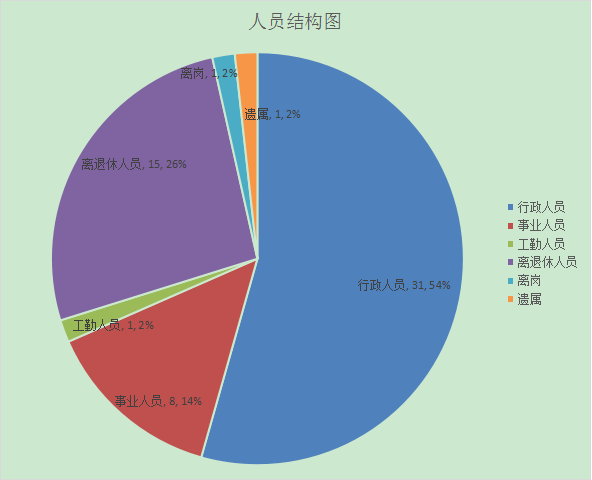 人员结构图
离岗, 1, 2%
遗属, 1, 2%
离退休人员, 15, 26%
行政人员, 31, 54%
工勤人员, 1, 2%
事业人员, 8, 14%
行政人员
事业人员
工勤人员
离退休人员
离岗
遗属